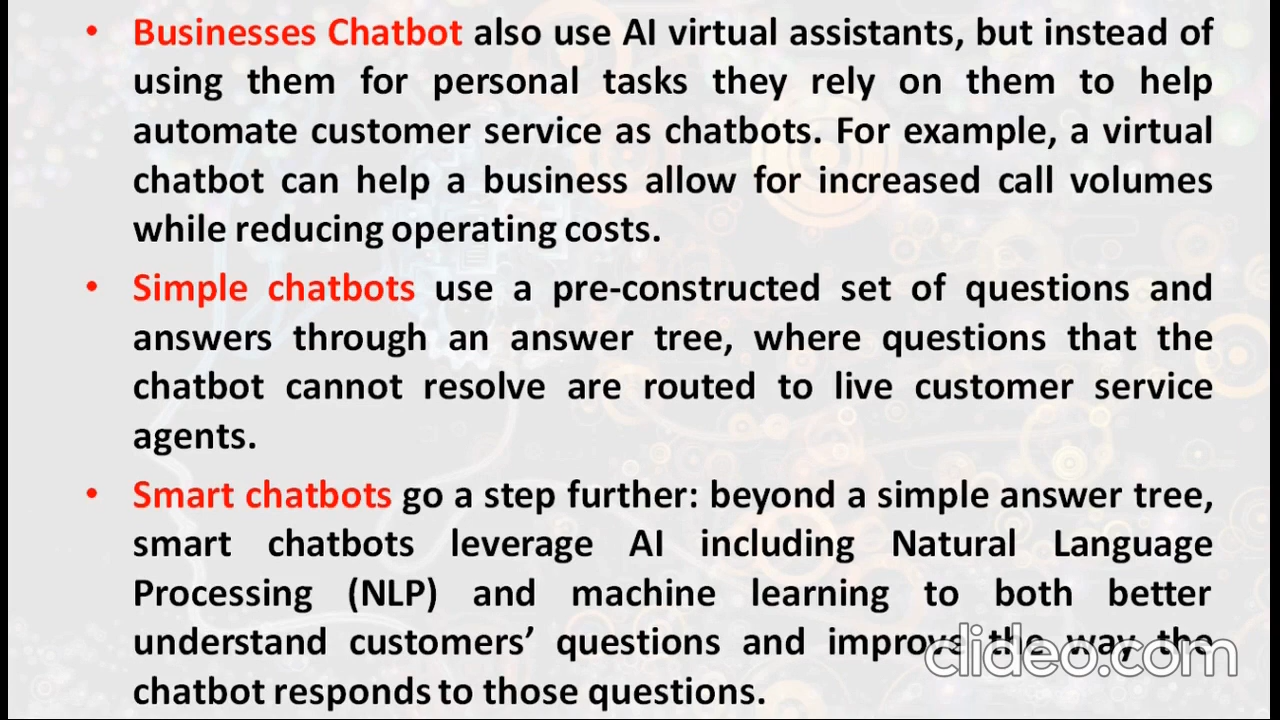 • Businesses Chatbot also use AI virtual assistants, but instead of
using them for personal tasks they rely on them to help
automate customer service as chatbots. For example, a virtual
chatbot can help a business allow for increased call volumes
while reducing operating costs.
• Simple chatbots use a pre-constructed set of questions and
answers through an answer tree, where questions that the
chatbot cannot resolve are routed to live customer service
agents.
• Smart chatbots go a step further: beyond a simple answer tree,
smart chatbots leverage AI including Natural Language
Processing (NLP) and machine learning to both better
understand customers’ questions and improve the way the
chatbot responds to those questions.
clideo.com